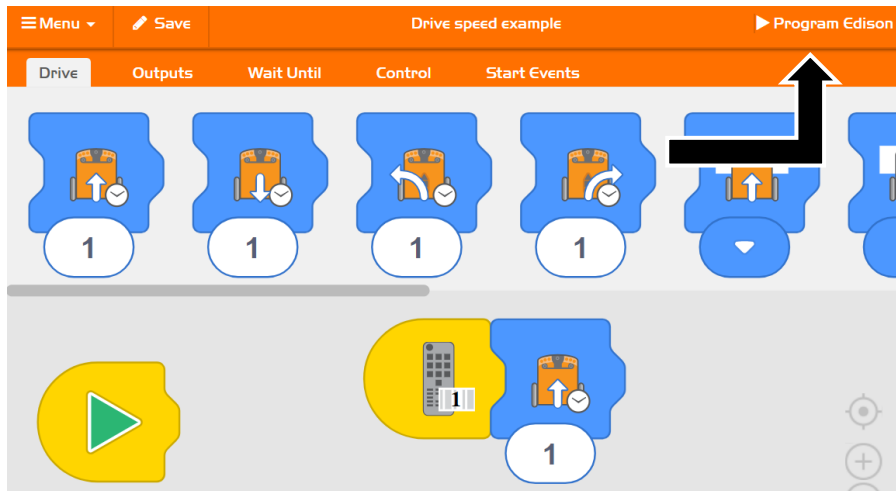 Menu Save Drive speed example Program Edison
Drive Outputs Wait Until Control Start Events
1 1 1 1
1
1